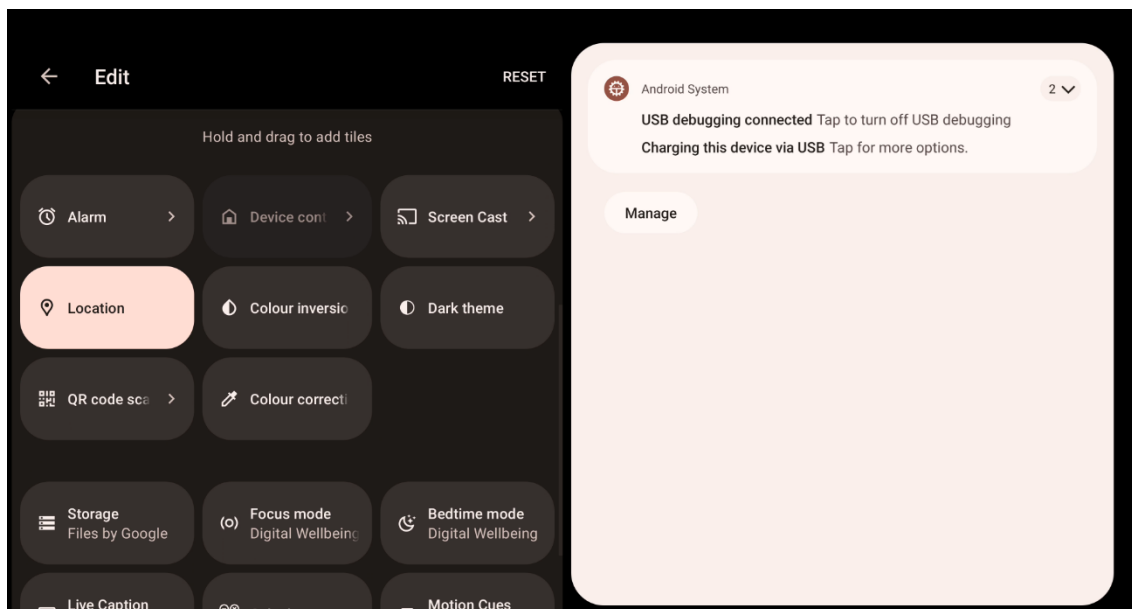 Edit
RESET
Hold and drag to add tiles
Alarm
Device cont
Screen Cast
Location
Colour inversio
Dark theme
QR code sca
Colour correcti
Storage
Files by Google
Focus mode
Digital Wellbeing
Bedtime mode
Digital Wellbeing
Live Caption
Motion Cues
Android System
2
USB debugging connected Tap to turn off USB debugging
Charging this device via USB Tap for more options.
Manage